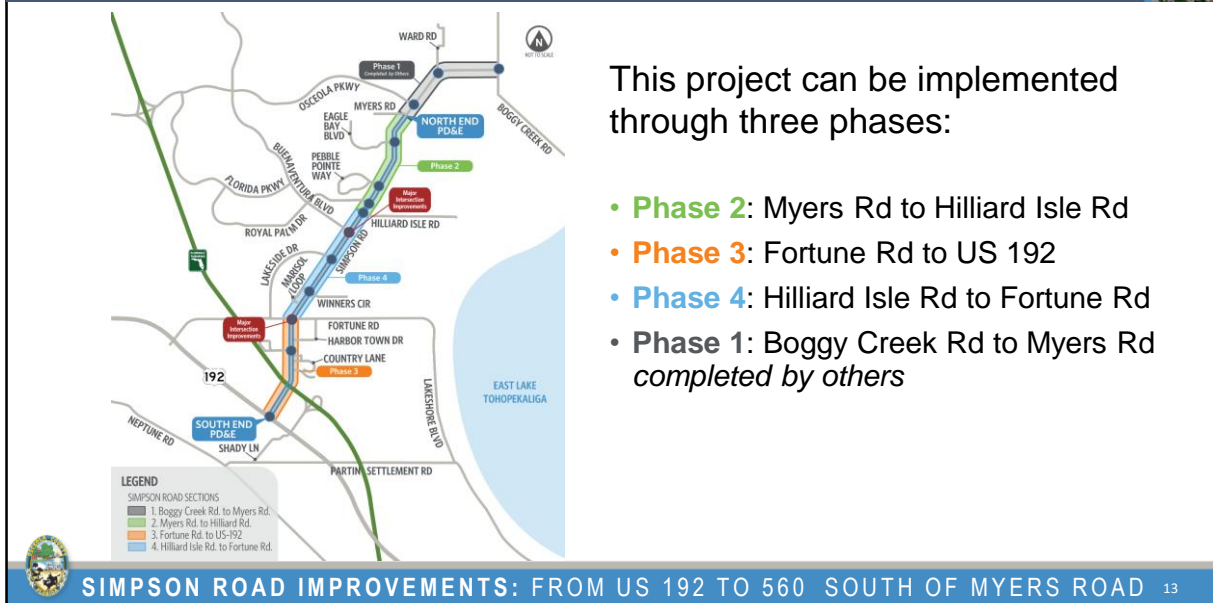 WARD RD
N
NOT TO SCALE
Phase 1
Completed by Others
OSCEOLA PKWY
MYERS RD
BOGGY CREEK RD
EAGLE
BAY
BLVD
NORTH END
PD&E
BUENAVENTURA BLVD
PEBBLE
POINTE
WAY
Phase 2
FLORIDA PKWY
Major
Intersection
Improvements
ROYAL PALM DR
HILLIARD ISLE RD
SIMPSON RD
LAKESIDE DR
MARISOL
LOOP
Phase 4
WINNERS CIR
Major
Intersection
Improvements
FORTUNE RD
HARBOR TOWN DR
COUNTRY LANE
Phase 3
192
LAKESHORE BLVD
EAST LAKE
TOHOPEKALIGA
SOUTH END
PD&E
NEPTUNE RD
SHADY LN
PARTIN SETTLEMENT RD
LEGEND
SIMPSON ROAD SECTIONS
1. Boggy Creek Rd. to Myers Rd.
2. Myers Rd. to Hilliard Rd.
3. Fortune Rd. to US-192
4. Hilliard Isle Rd. to Fortune Rd.
This project can be implemented
through three phases:
• Phase 2: Myers Rd to Hilliard Isle Rd
• Phase 3: Fortune Rd to US 192
• Phase 4: Hilliard Isle Rd to Fortune Rd
• Phase 1: Boggy Creek Rd to Myers Rd
completed by others
SIMPSON ROAD IMPROVEMENTS: FROM US 192 TO 560 SOUTH OF MYERS ROAD 13